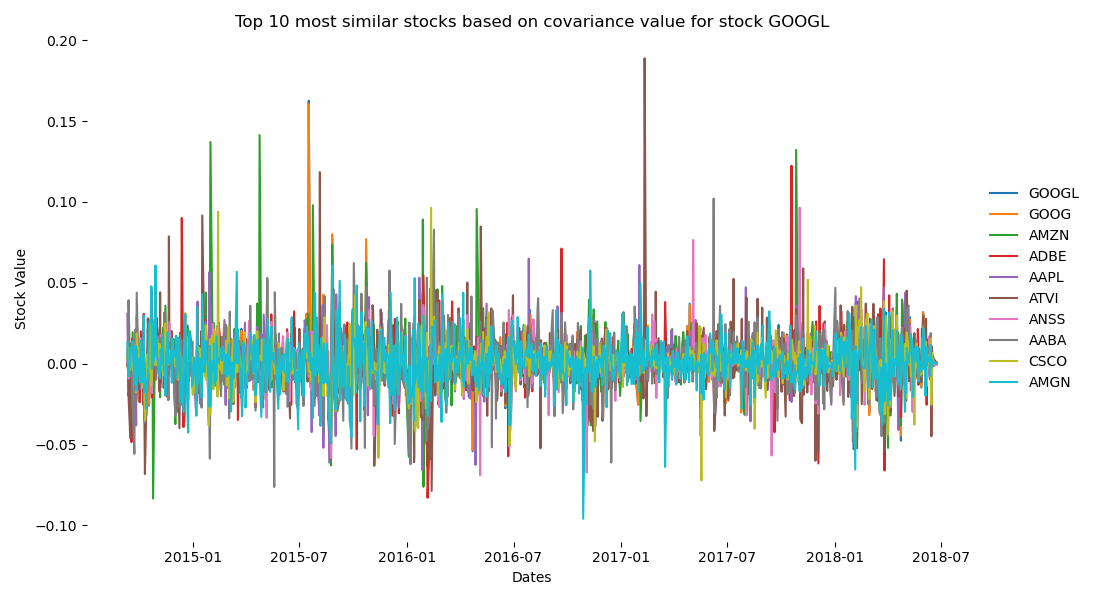 Top 10 most similar stocks based on covariance value for stock GOOGL
0.20
0.15
0.10
0.05
0.00
−0.05
−0.10
Stock Value
2015-01
2015-07
2016-01
2016-07
2017-01
2017-07
2018-01
2018-07
Dates
GOOGL
GOOG
AMZN
ADBE
AAPL
ATVI
ANSS
AABA
CSCO
AMGN